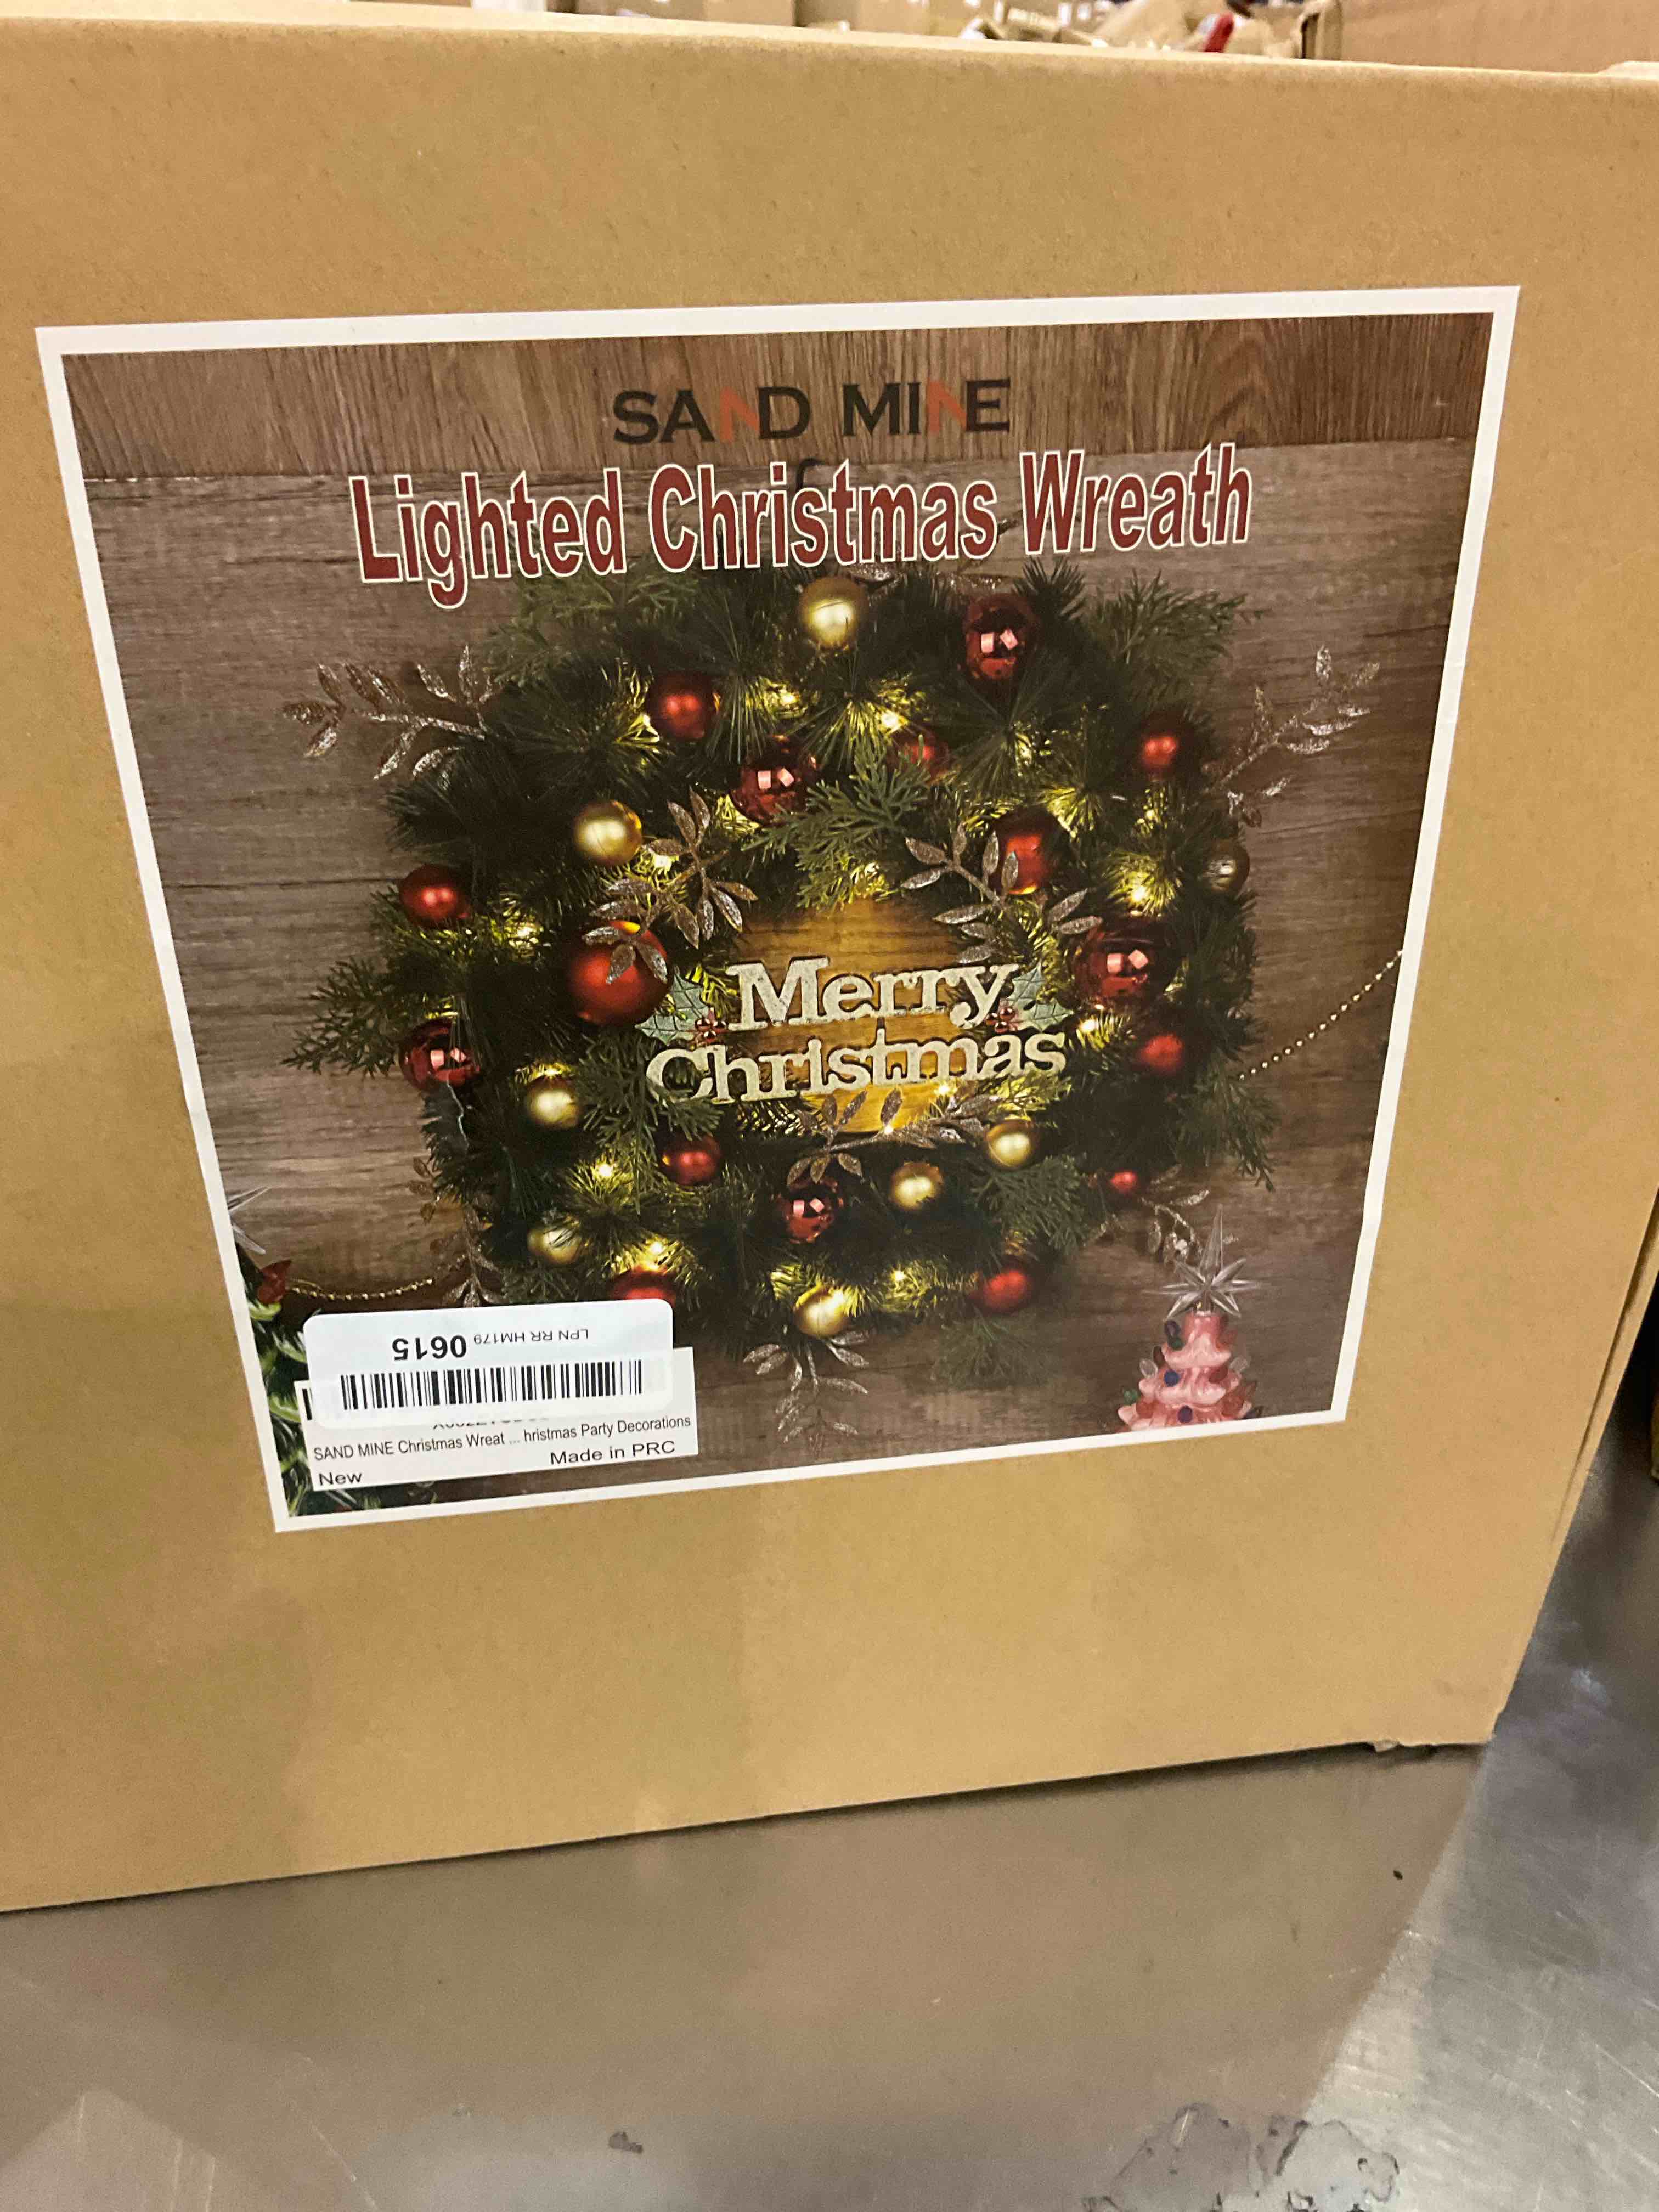 SAND MINE
Lighted Christmas Wreath
Merry
Christmas
LPN RR HM179 0615
SAND MINE Christmas Wreat ... hristmas Party Decorations
New
Made in PRC